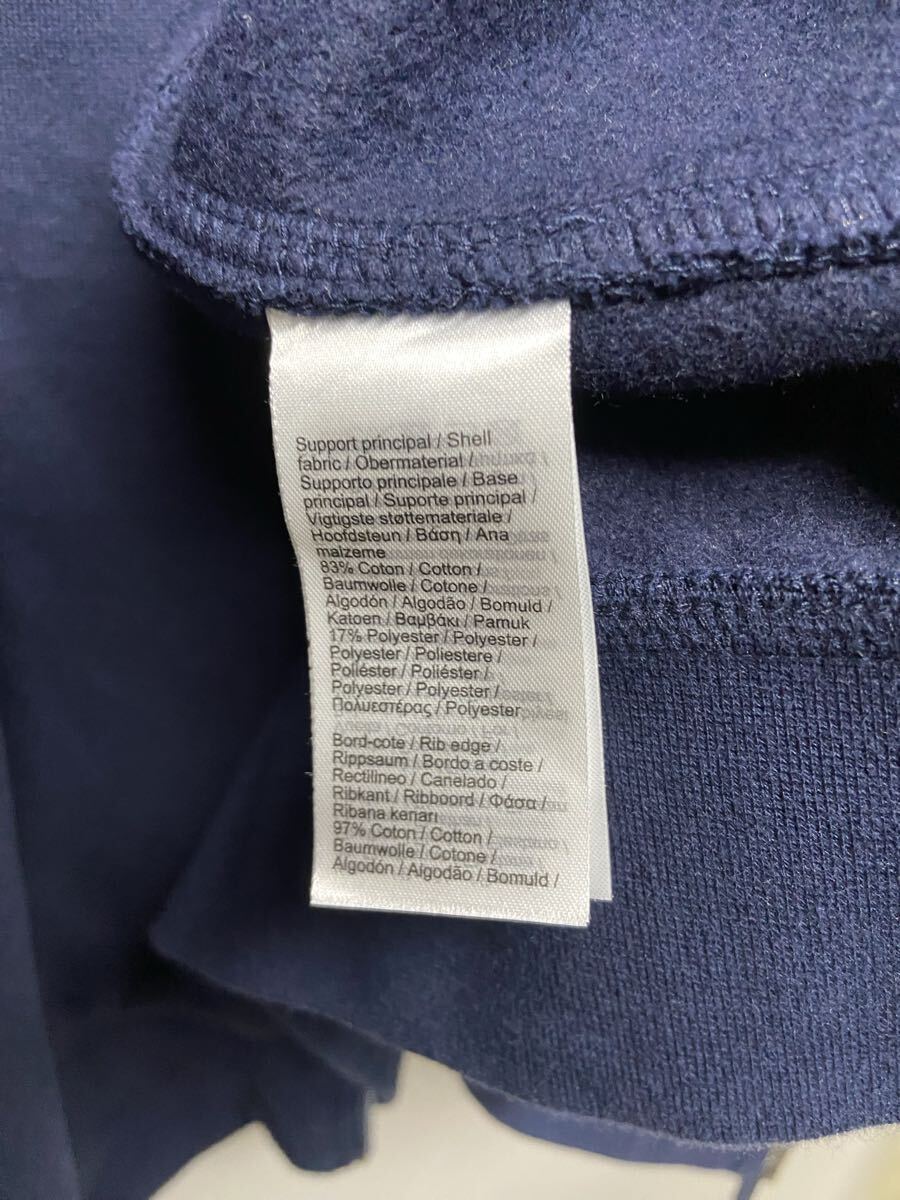 Support principal / Shell
fabric / Obermaterial /
Supporto principale / Base
principal / Suporte principal /
Vigtigste støttemateriale /
Hoofdsteun / Βάση / Ana
malzeme
83% Coton / Cotton /
Baumwolle / Cotone /
Algodón / Algodão / Bomuld /
Katoen / Βαμβάκι / Pamuk
17% Polyester / Polyester /
Polyester / Poliestere /
Poliéster / Poliéster /
Polyester / Polyester /
Πολυεστέρας / Polyester
Bord-cote / Rib edge /
Rippsaum / Bordo a coste /
Rectilineo / Canelado /
Ribkant / Ribboord / Φάσα /
Ribana kenarı
97% Coton / Cotton /
Baumwolle / Cotone /
Algodón / Algodão / Bomuld /